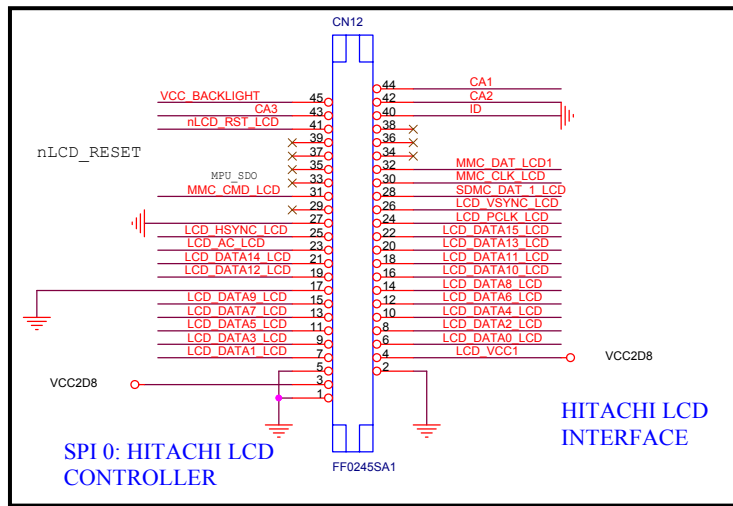 CN12
44 CA1
VCC_BACKLIGHT 45 42 CA2
CA3 43 40 ID
nLCD_RST_LCD 41 38
39 36
nLCD_RESET 37 34
35 32 MMC_DAT_LCD1
MPU_SDO 33 30 MMC_CLK_LCD
MMC_CMD_LCD 31 28 SDMC_DAT_1_LCD
29 26 LCD_VSYNC_LCD
27 24 LCD_PCLK_LCD
LCD_HSYNC_LCD 25 22 LCD_DATA15_LCD
LCD_AC_LCD 23 20 LCD_DATA13_LCD
LCD_DATA14_LCD 21 18 LCD_DATA11_LCD
LCD_DATA12_LCD 19 16 LCD_DATA10_LCD
17 14 LCD_DATA8_LCD
LCD_DATA9_LCD 15 12 LCD_DATA6_LCD
LCD_DATA7_LCD 13 10 LCD_DATA4_LCD
LCD_DATA5_LCD 11 8 LCD_DATA2_LCD
LCD_DATA3_LCD 9 6 LCD_DATA0_LCD
LCD_DATA1_LCD 7 4 LCD_VCC1 VCC2D8
5 2
VCC2D8 3
1
HITACHI LCD
INTERFACE
SPI 0: HITACHI LCD
CONTROLLER
FF0245SA1